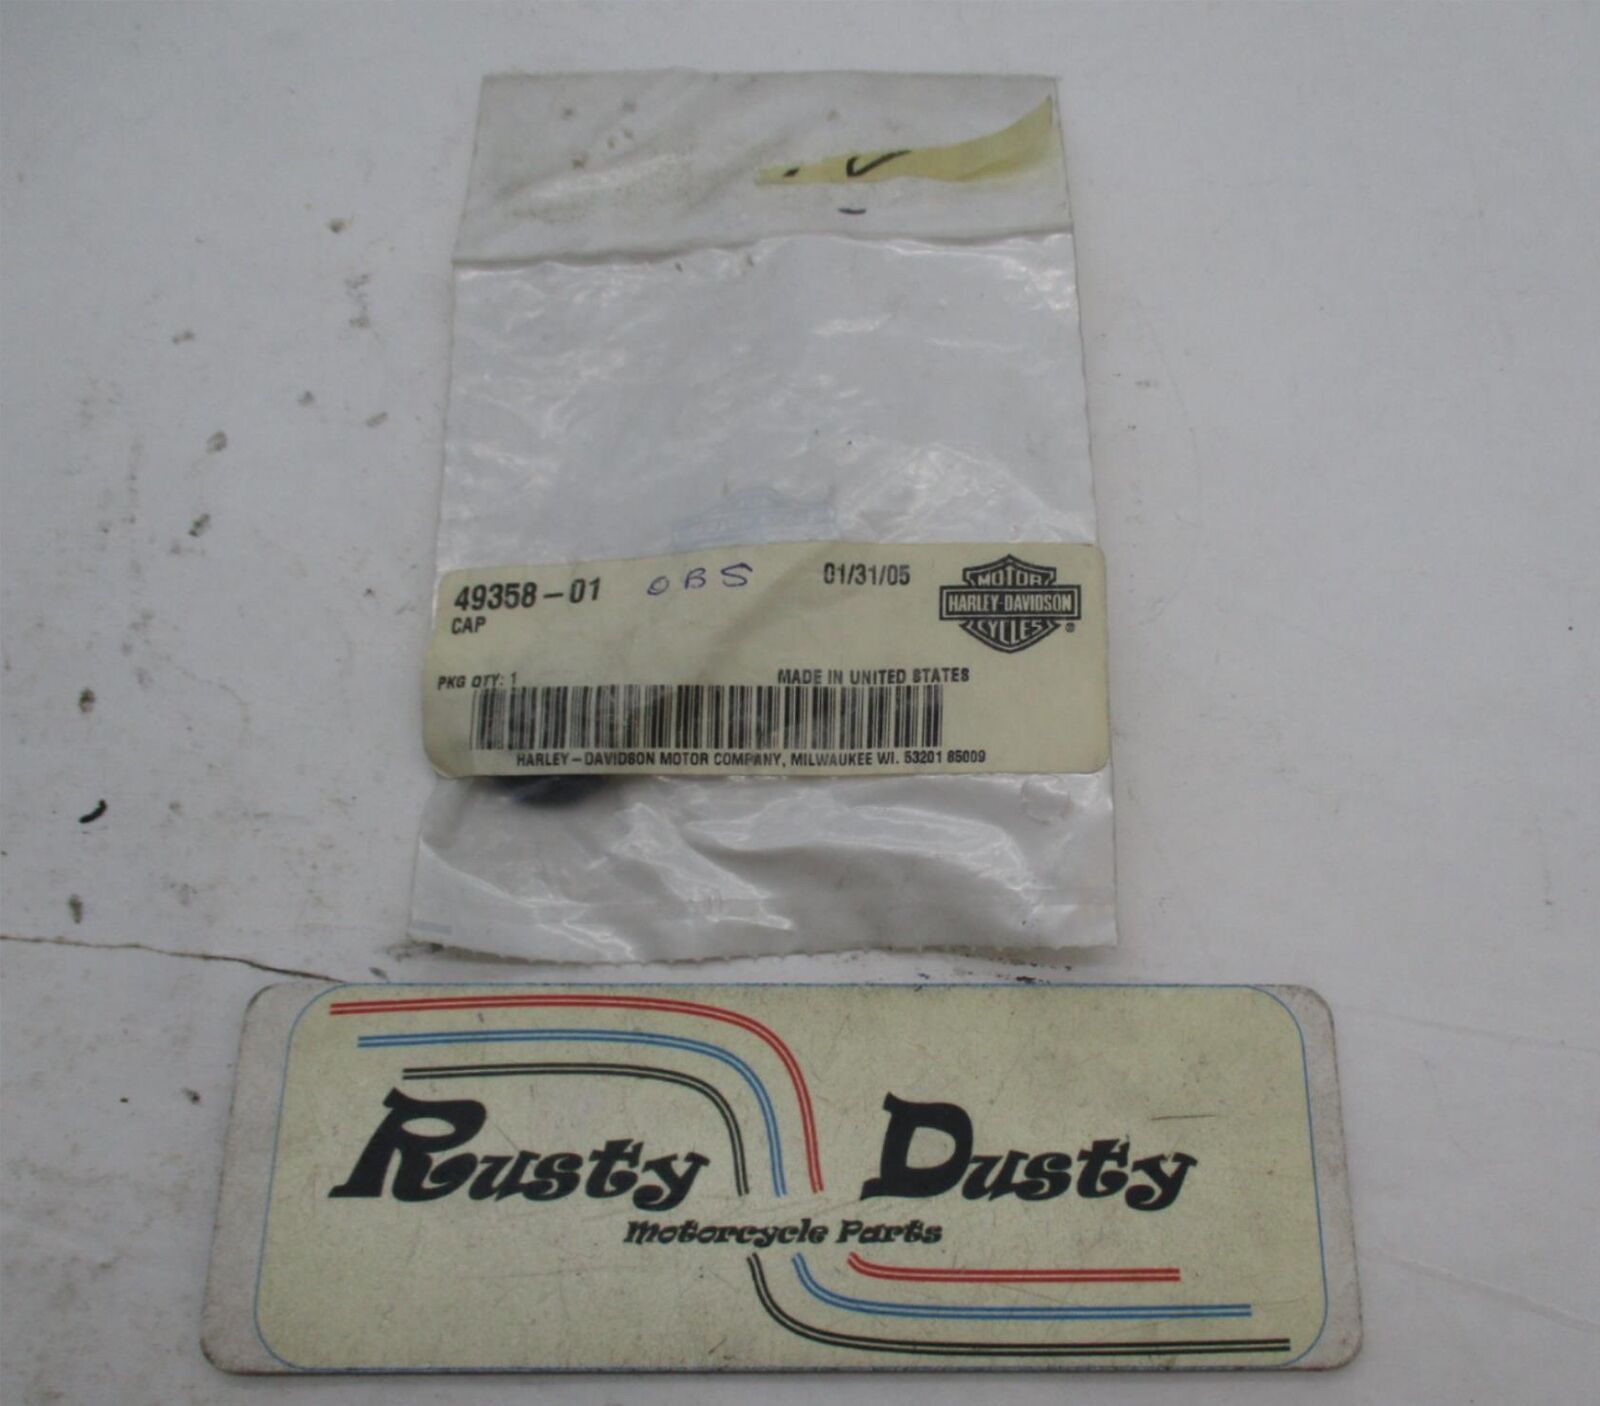 49358-01 OBS 01/31/05
CAP
MOTOR
HARLEY-DAVIDSON
CYCLES ®
PKG QTY: 1 MADE IN UNITED STATES
HARLEY-DAVIDSON MOTOR COMPANY, MILWAUKEE WI. 53201 85009
Rusty Dusty
Motorcycle Parts